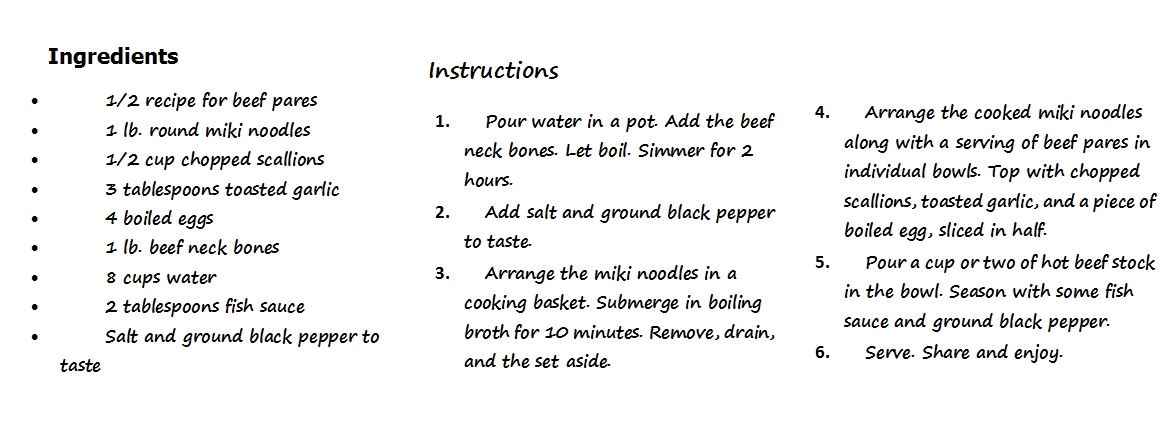 Ingredients
• 1/2 recipe for beef pares
• 1 lb. round miki noodles
• 1/2 cup chopped scallions
• 3 tablespoons toasted garlic
• 4 boiled eggs
• 1 lb. beef neck bones
• 8 cups water
• 2 tablespoons fish sauce
• Salt and ground black pepper to
taste
Instructions
1. Pour water in a pot. Add the beef
neck bones. Let boil. Simmer for 2
hours.
2. Add salt and ground black pepper
to taste.
3. Arrange the miki noodles in a
cooking basket. Submerge in boiling
broth for 10 minutes. Remove, drain,
and the set aside.
4. Arrange the cooked miki noodles
along with a serving of beef pares in
individual bowls. Top with chopped
scallions, toasted garlic, and a piece of
boiled egg, sliced in half.
5. Pour a cup or two of hot beef stock
in the bowl. Season with some fish
sauce and ground black pepper.
6. Serve. Share and enjoy.